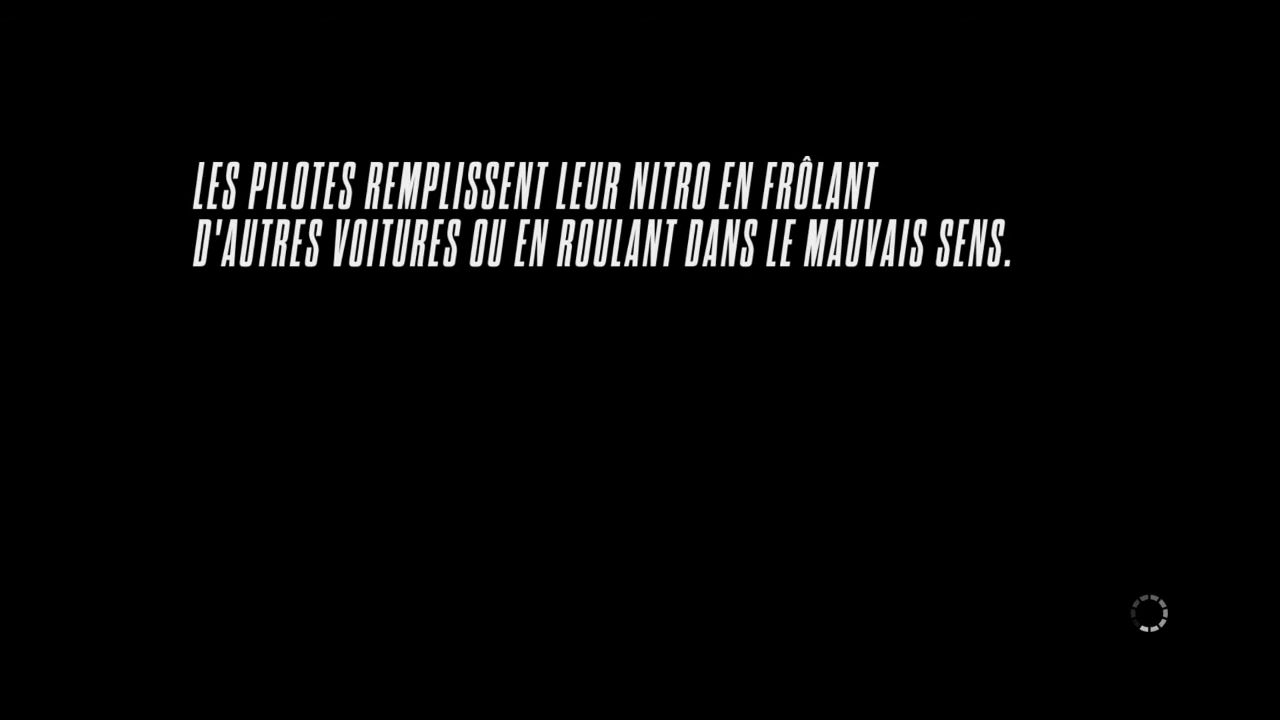 LES PILOTES REMPLISSENT LEUR NITRO EN FRÔLANT
D'AUTRES VOITURES OU EN ROULANT DANS LE MAUVAIS SENS.